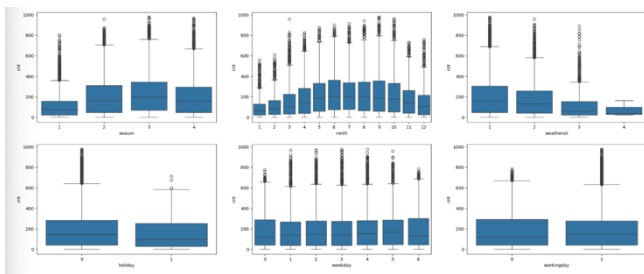 1000 1000 1000
800 800 800
600 600 600
cnt 400 cnt 400 cnt 400
200 200 200
0 0 0
1 2 3 4 1 2 3 4 5 6 7 8 9 10 11 12 1 2 3 4
season mnth weathersit
1000 1000 1000
800 800 800
600 600 600
cnt 400 cnt 400 cnt 400
200 200 200
0 0 0
0 1 0 1 2 3 4 5 6 0 1
holiday weekday workingday